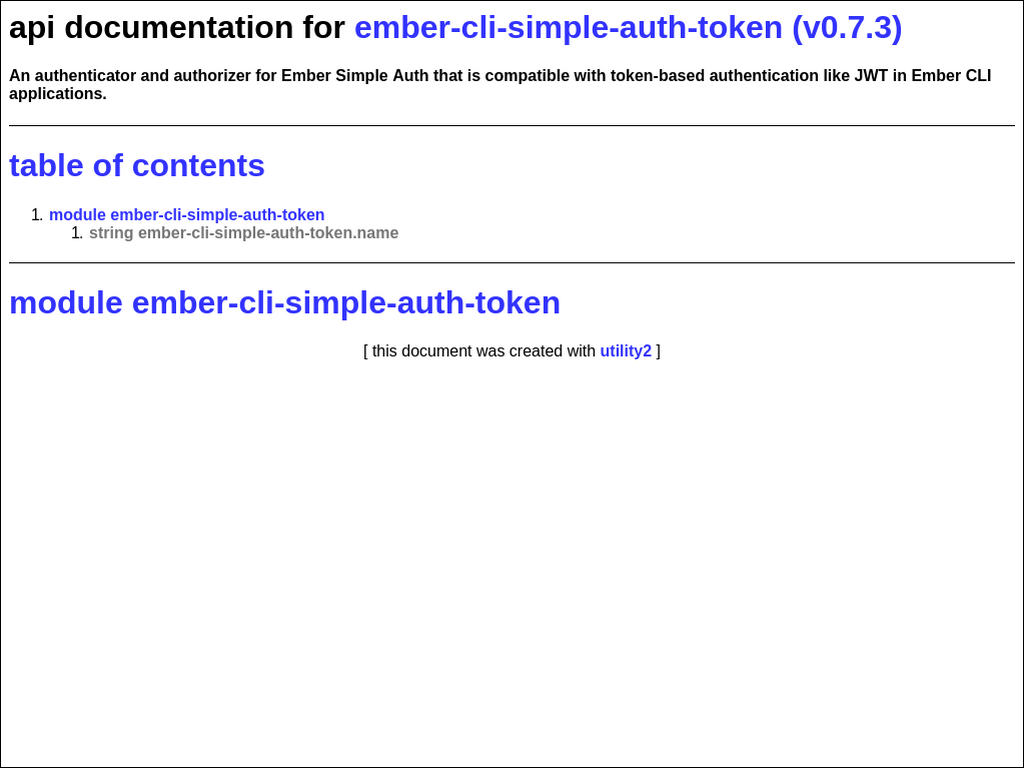 api documentation for ember-cli-simple-auth-token (v0.7.3)
An authenticator and authorizer for Ember Simple Auth that is compatible with token-based authentication like JWT in Ember CLI
applications.
table of contents
1. module ember-cli-simple-auth-token
1. string ember-cli-simple-auth-token.name
module ember-cli-simple-auth-token
[ this document was created with utility2 ]